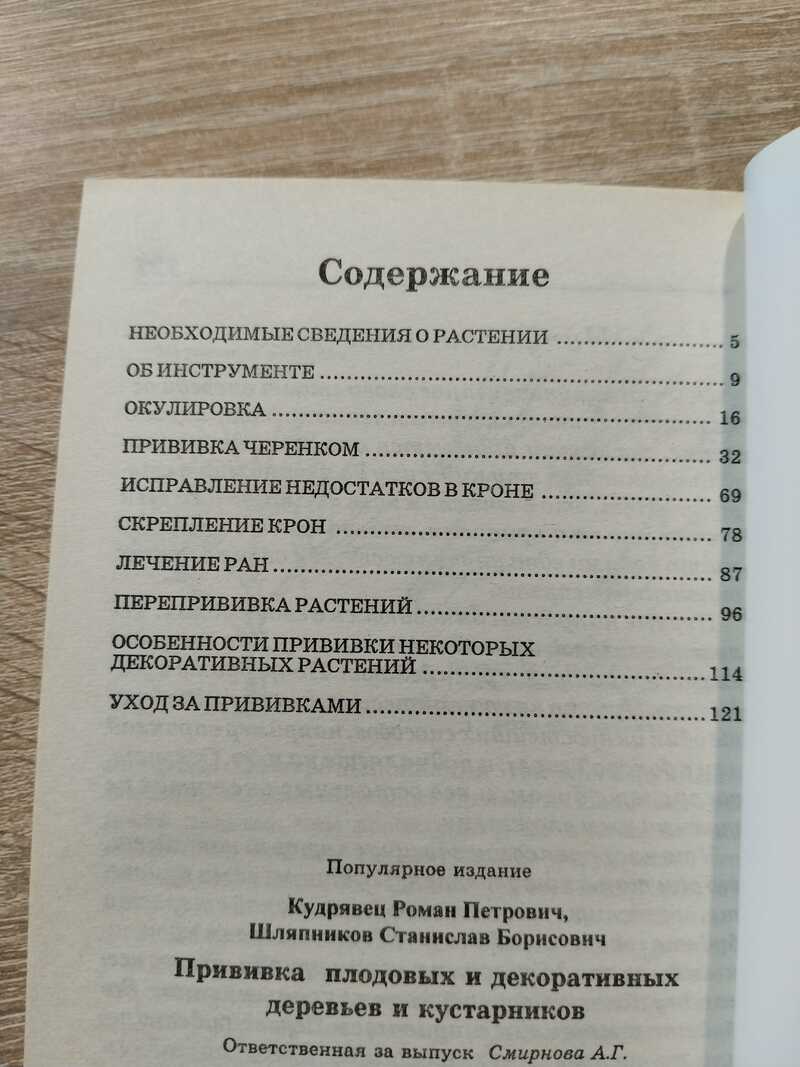 Содержание
НЕОБХОДИМЫЕ СВЕДЕНИЯ О РАСТЕНИИ ........................ 5
ОБ ИНСТРУМЕНТЕ ........................ 9
ОКУЛИРОВКА ........................ 16
ПРИВИВКА ЧЕРЕНКОМ ........................ 32
ИСПРАВЛЕНИЕ НЕДОСТАТКОВ В КРОНЕ ........................ 69
СКРЕПЛЕНИЕ КРОН ........................ 78
ЛЕЧЕНИЕ РАН ........................ 87
ПЕРЕПРИВИВКА РАСТЕНИЙ ........................ 96
ОСОБЕННОСТИ ПРИВИВКИ НЕКОТОРЫХ
ДЕКОРАТИВНЫХ РАСТЕНИЙ ........................ 114
УХОД ЗА ПРИВИВКАМИ ........................ 121
Популярное издание
Кудрявец Роман Петрович,
Шляпников Станислав Борисович
Прививка плодовых и декоративных
деревьев и кустарников
Ответственная за выпуск Смирнова А.Г.